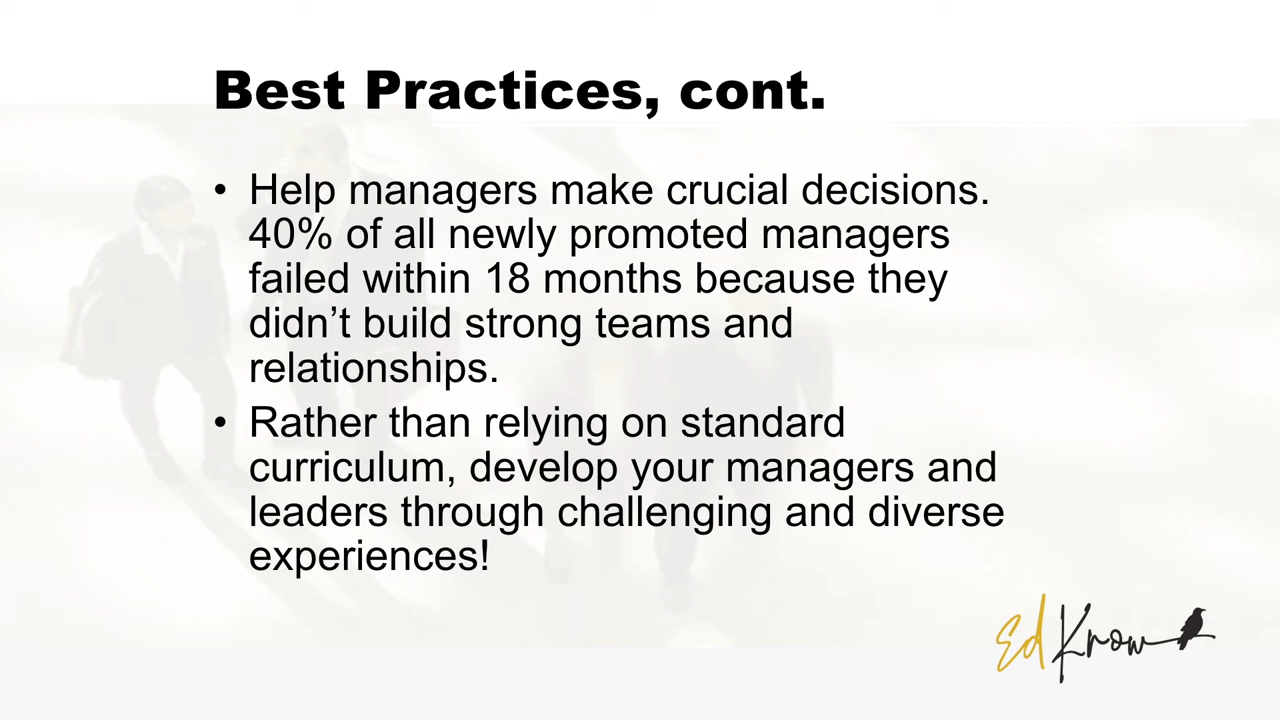 Best Practices, cont.
• Help managers make crucial decisions.
40% of all newly promoted managers
failed within 18 months because they
didn’t build strong teams and
relationships.
• Rather than relying on standard
curriculum, develop your managers and
leaders through challenging and diverse
experiences!
Ed Know